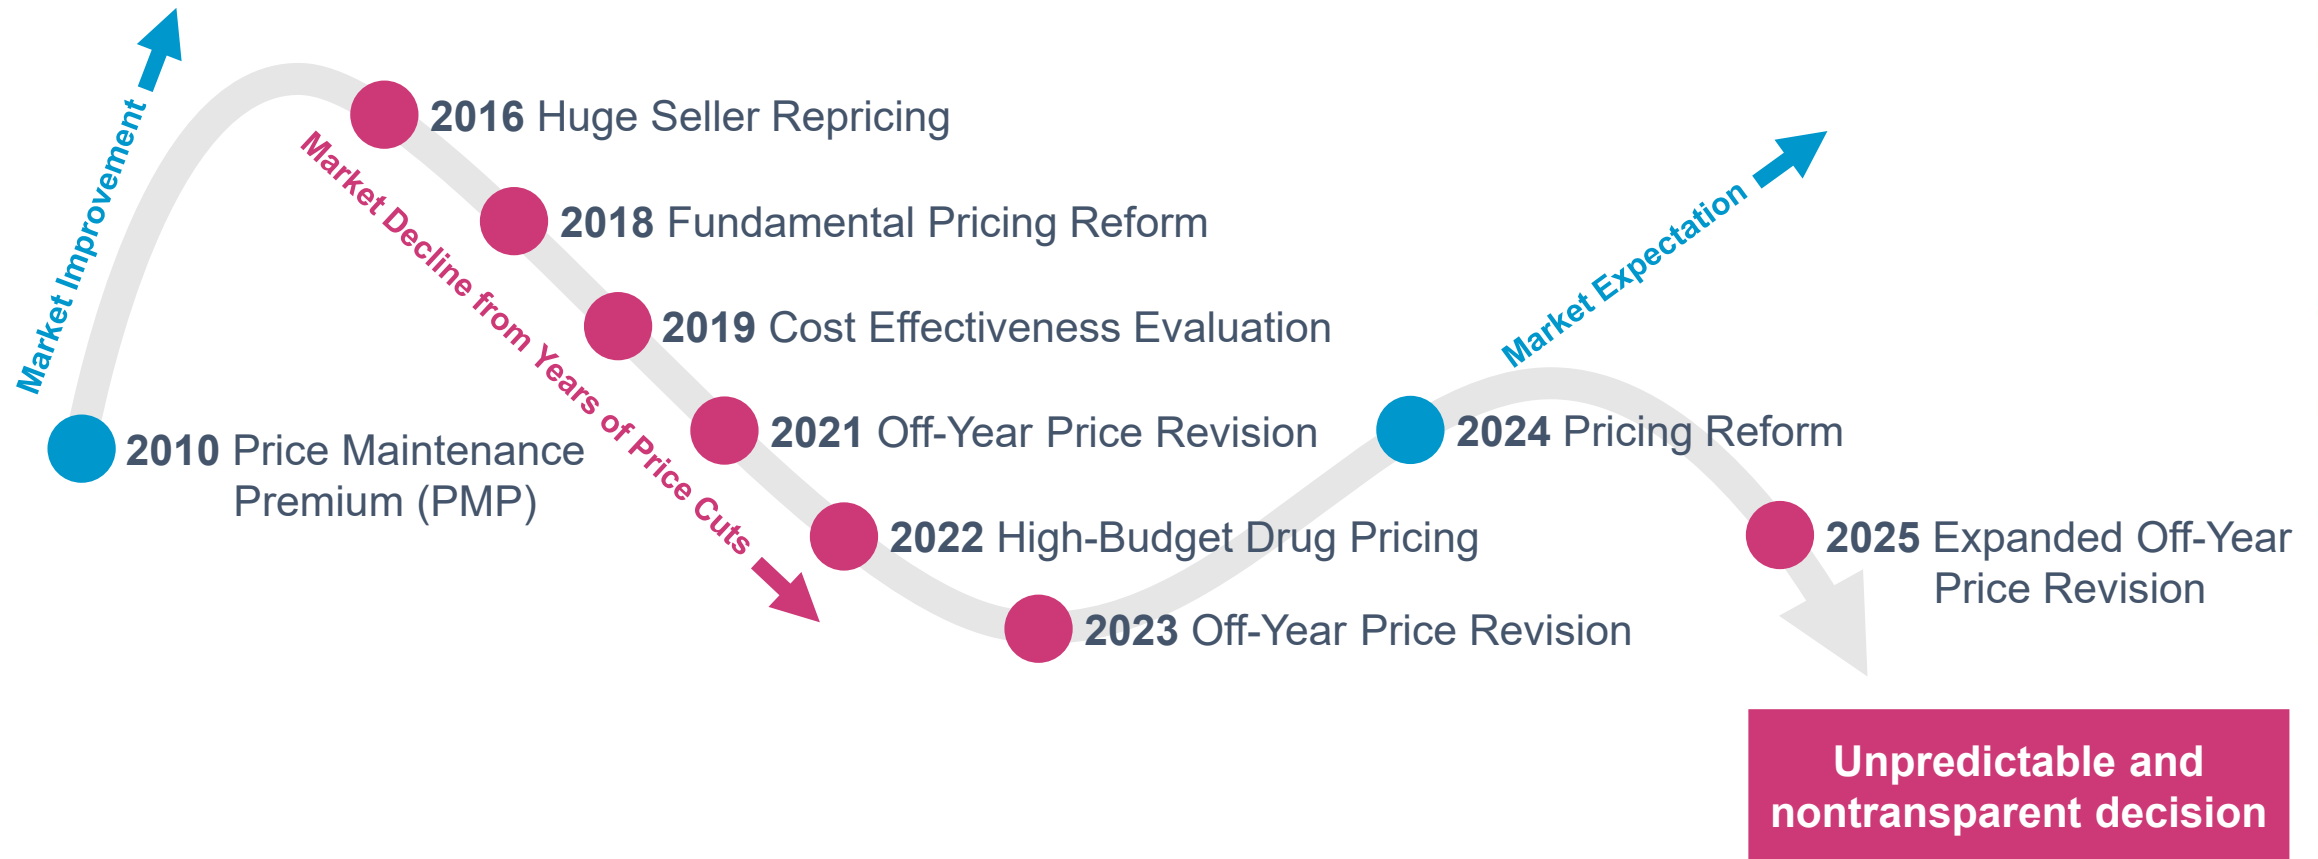 Market Improvement
2010 Price Maintenance
Premium (PMP)
2016 Huge Seller Repricing
Market Decline from Years of Price Cuts
2018 Fundamental Pricing Reform
2019 Cost Effectiveness Evaluation
2021 Off-Year Price Revision
2022 High-Budget Drug Pricing
2023 Off-Year Price Revision
Market Expectation
2024 Pricing Reform
2025 Expanded Off-Year
Price Revision
Unpredictable and
nontransparent decision